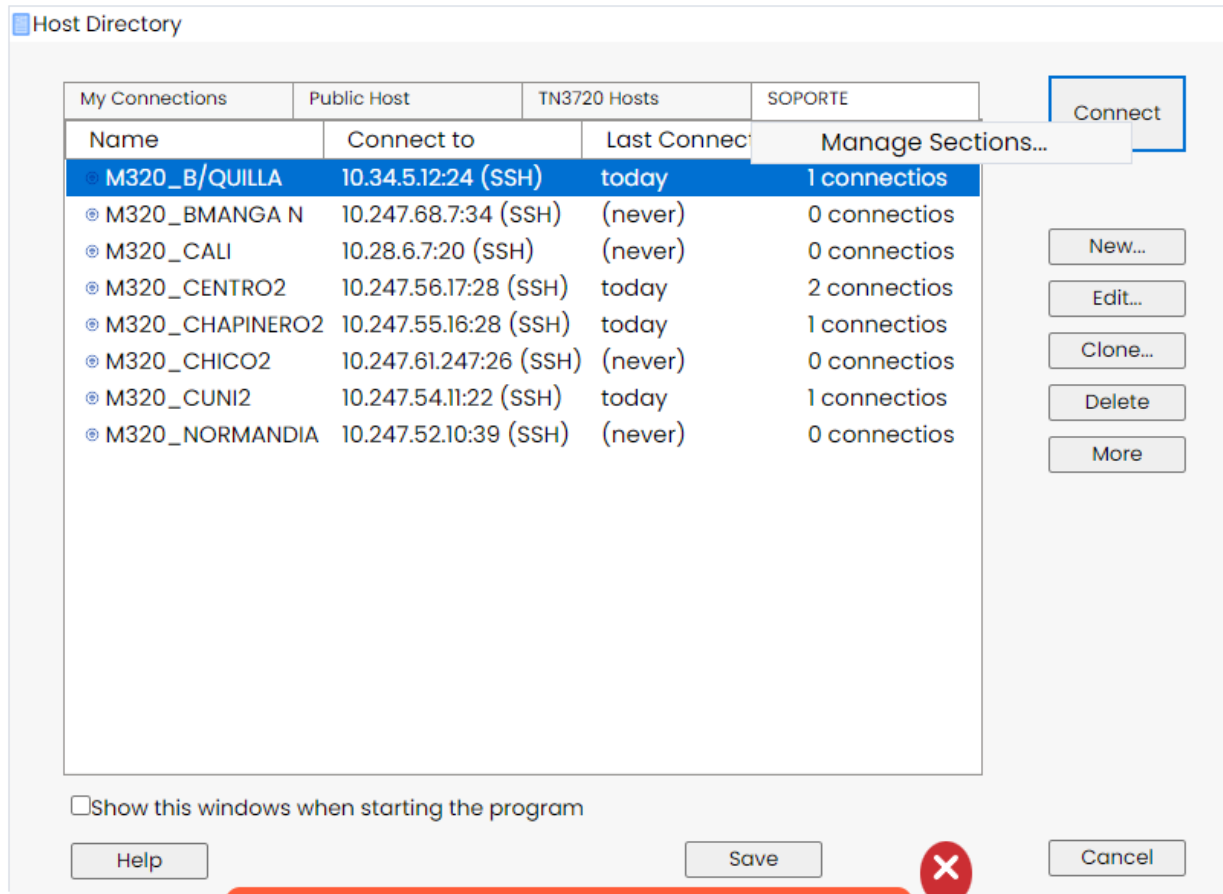 Host Directory
My Connections Public Host TN3720 Hosts SOPORTE
Connect
Name Connect to Last Connec
Manage Sections...
M320_B/QUILLA 10.34.5.12:24 (SSH) today 1 connectios
M320_BMANGA N 10.247.68.7:34 (SSH) (never) 0 connectios
M320_CALI 10.28.6.7:20 (SSH) (never) 0 connectios
M320_CENTRO2 10.247.56.17:28 (SSH) today 2 connectios
M320_CHAPINERO2 10.247.55.16:28 (SSH) today 1 connectios
M320_CHICO2 10.247.61.247:26 (SSH) (never) 0 connectios
M320_CUNI2 10.247.54.11:22 (SSH) today 1 connectios
M320_NORMANDIA 10.247.52.10:39 (SSH) (never) 0 connectios
New...
Edit...
Clone...
Delete
More
Show this windows when starting the program
Help Save Cancel